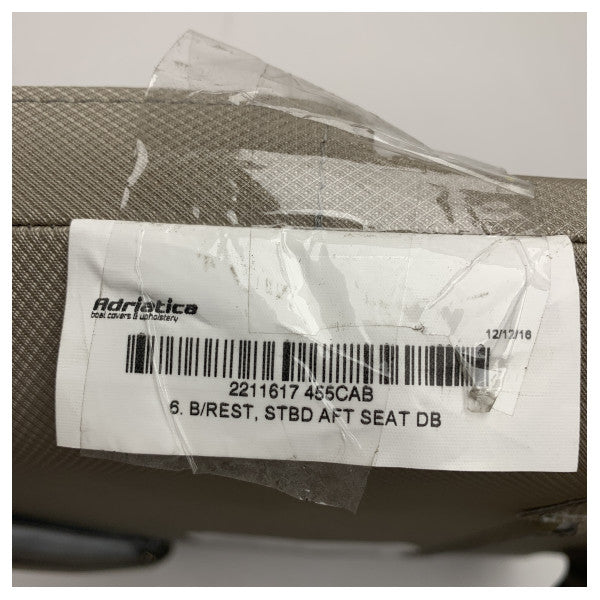 Adriatica
boat covers & upholstery
12/12/16
2211617 455CAB
6. B/REST, STBD AFT SEAT DB